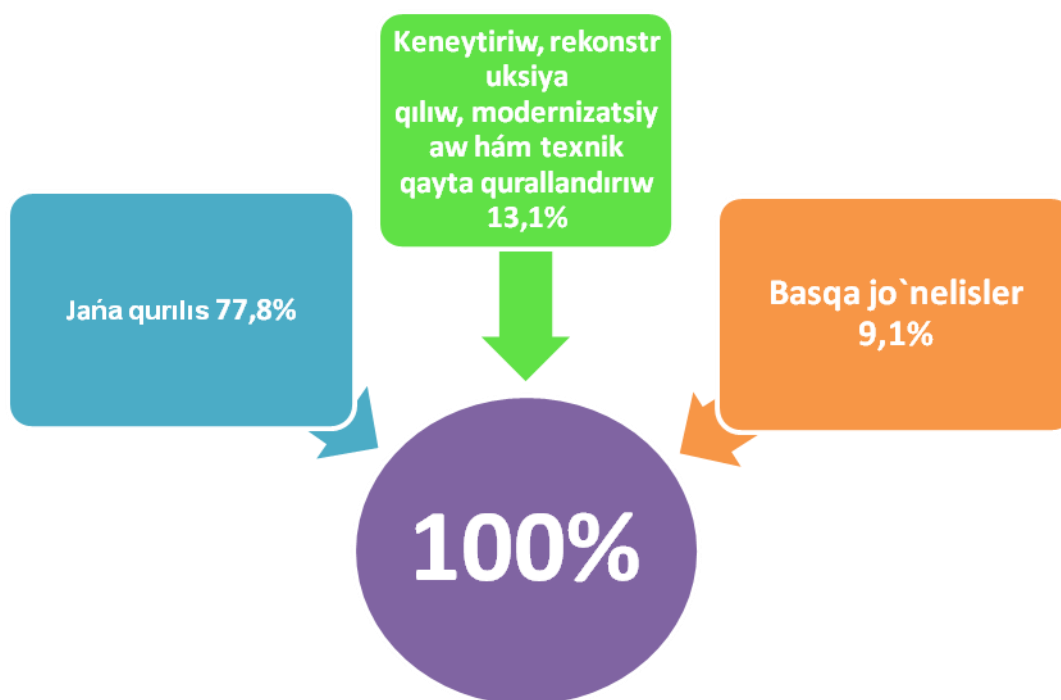 Keneytiriw, rekonstr
uksiya
qılıw, modernizatsiy
aw hám texnik
qayta qurallandırıw
13,1%
Jańa qurılıs 77,8%
Basqa jo`nelisler
9,1%
100%